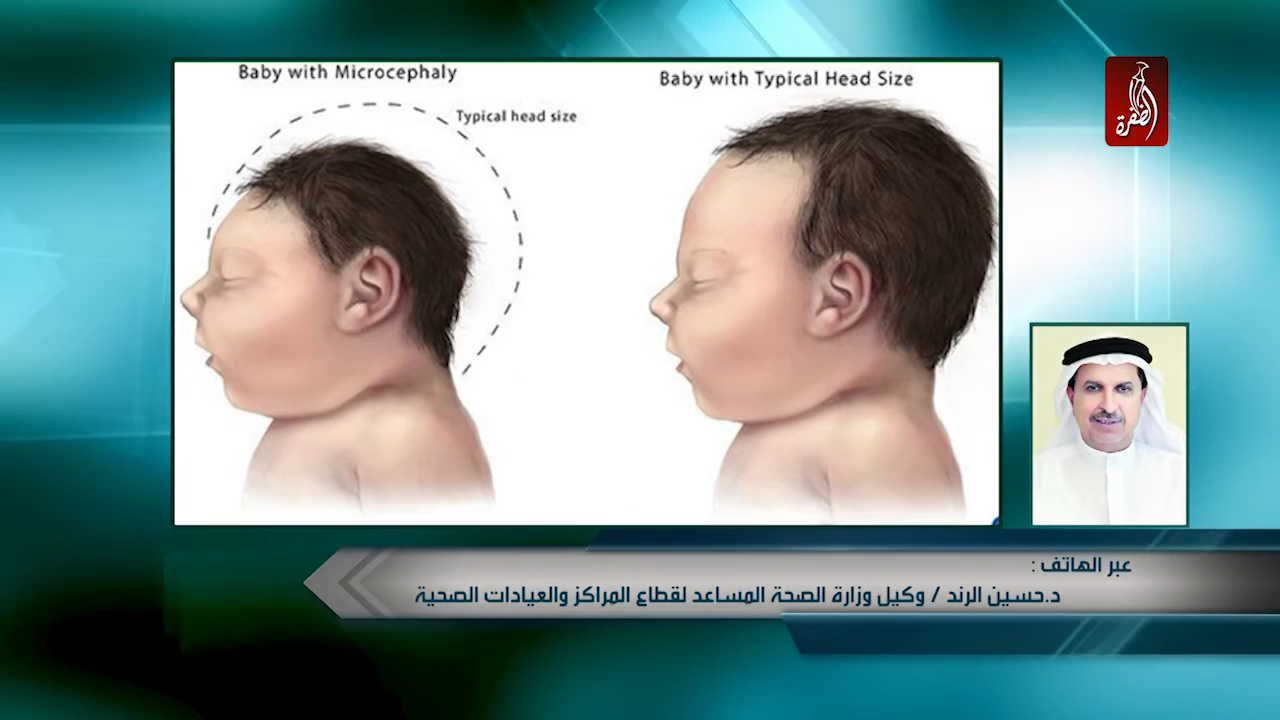 Baby with Microcephaly
Typical head size
Baby with Typical Head Size
الظفرة
عبر الهاتف :
د.حسين الرند / وكيل وزارة الصحة المساعد لقطاع المراكز والعيادات الصحية